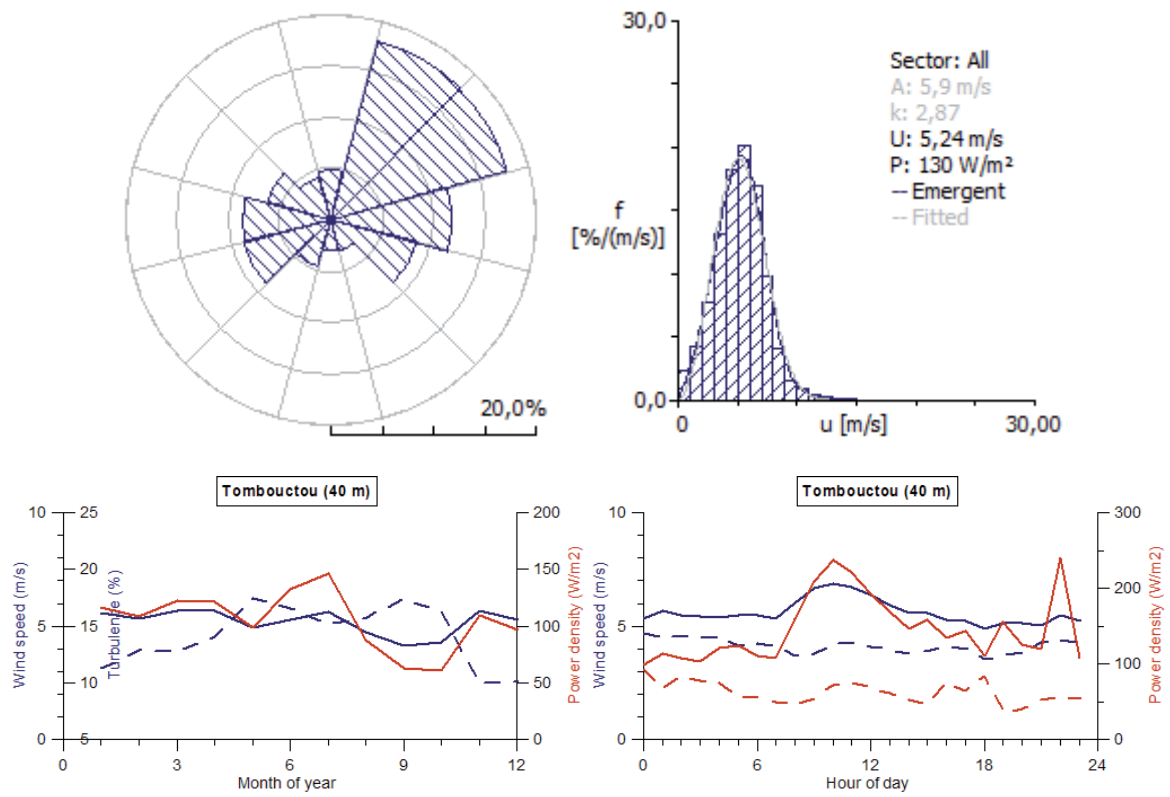 20,0%
30,0
f
[%/(m/s)]
0,0
0
u [m/s]
30,00
Sector: All
A: 5,9 m/s
k: 2,87
U: 5,24 m/s
P: 130 W/m²
Emergent
Fitted
Tombouctou (40 m)
10
25
200
20
150
5
15
100
10
50
0
5
0
0
3
6
9
12
Wind speed (m/s)
Turbulence (%)
Power density (W/m2)
Month of year
Tombouctou (40 m)
10
300
200
5
100
0
0
0
6
12
18
24
Wind speed (m/s)
Power density (W/m2)
Hour of day